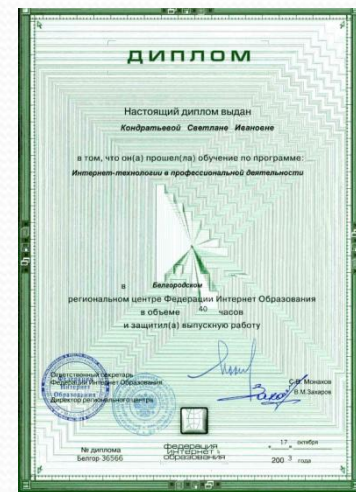 ДИПЛОМ
Настоящий диплом выдан
Кондратьевой Светлане Ивановне
в том, что он(а) прошел(ла) обучение по программе:
Интернет-технологии в профессиональной деятельности
в Белгородском
региональном центре Федерации Интернет Образования
в объеме 40 часов
и защитил(а) выпускную работу
Ответственный секретарь
Федерации Интернет Образования
С.В. Монахов
Директор регионального центра
В.М.Захаров
№ диплома
Белгор 36566
федерация
интернет
образования
17 октября
200 3 года